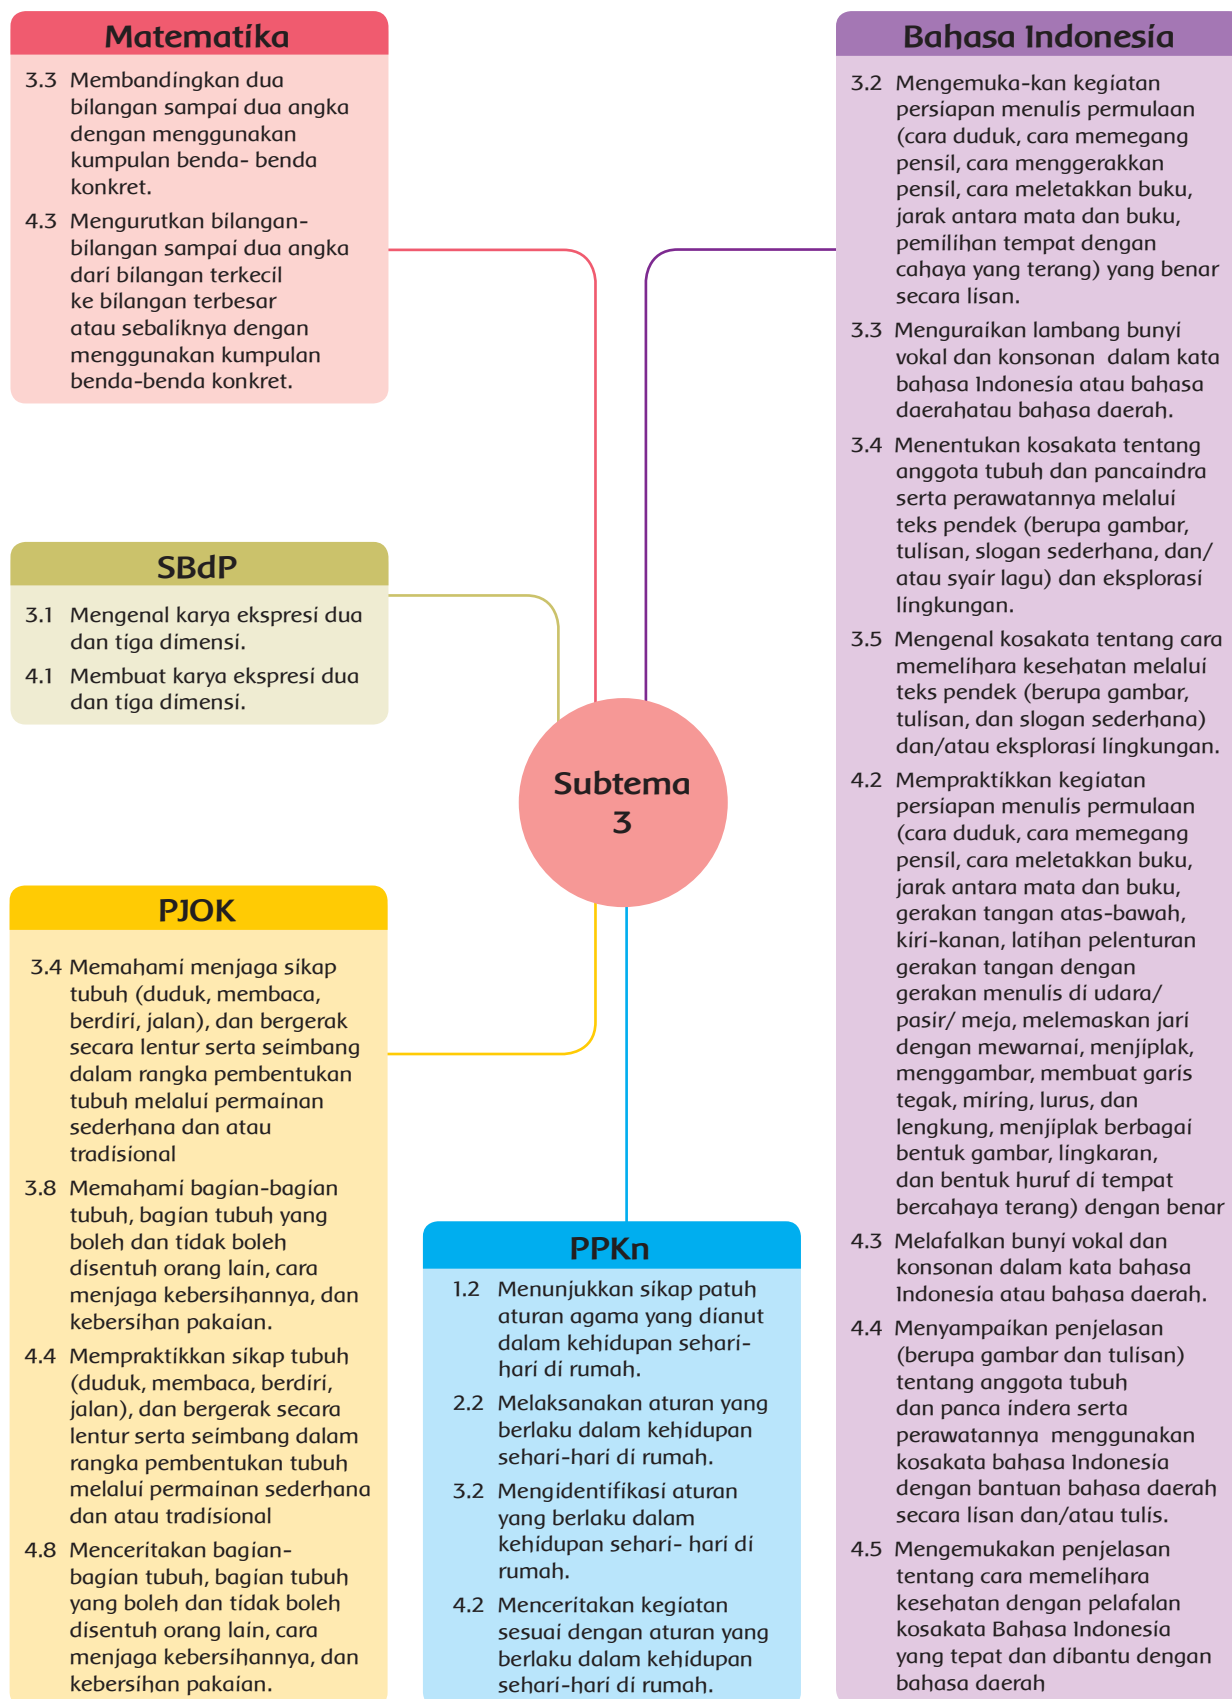 Matematika
3.3 Membandingkan dua
bilangan sampai dua angka
dengan menggunakan
kumpulan benda- benda
konkret.
4.3 Mengurutkan bilangan-
bilangan sampai dua angka
dari bilangan terkecil
ke bilangan terbesar
atau sebaliknya dengan
menggunakan kumpulan
benda-benda konkret.
SBdP
3.1 Mengenal karya ekspresi dua
dan tiga dimensi.
4.1 Membuat karya ekspresi dua
dan tiga dimensi.
Subtema
3
PJOK
3.4 Memahami menjaga sikap
tubuh (duduk, membaca,
berdiri, jalan), dan bergerak
secara lentur serta seimbang
dalam rangka pembentukan
tubuh melalui permainan
sederhana dan atau
tradisional
3.8 Memahami bagian-bagian
tubuh, bagian tubuh yang
boleh dan tidak boleh
disentuh orang lain, cara
menjaga kebersihannya, dan
kebersihan pakaian.
4.4 Mempraktikkan sikap tubuh
(duduk, membaca, berdiri,
jalan), dan bergerak secara
lentur serta seimbang dalam
rangka pembentukan tubuh
melalui permainan sederhana
dan atau tradisional
4.8 Menceritakan bagian-
bagian tubuh, bagian tubuh
yang boleh dan tidak boleh
disentuh orang lain, cara
menjaga kebersihannya, dan
kebersihan pakaian.
PPKn
1.2 Menunjukkan sikap patuh
aturan agama yang dianut
dalam kehidupan sehari-
hari di rumah.
2.2 Melaksanakan aturan yang
berlaku dalam kehidupan
sehari-hari di rumah.
3.2 Mengidentifikasi aturan
yang berlaku dalam
kehidupan sehari- hari di
rumah.
4.2 Menceritakan kegiatan
sesuai dengan aturan yang
berlaku dalam kehidupan
sehari-hari di rumah.
Bahasa Indonesia
3.2 Mengemuka-kan kegiatan
persiapan menulis permulaan
(cara duduk, cara memegang
pensil, cara menggerakkan
pensil, cara meletakkan buku,
jarak antara mata dan buku,
pemilihan tempat dengan
cahaya yang terang) yang benar
secara lisan.
3.3 Menguraikan lambang bunyi
vokal dan konsonan dalam kata
bahasa Indonesia atau bahasa
daerahatau bahasa daerah.
3.4 Menentukan kosakata tentang
anggota tubuh dan pancaindra
serta perawatannya melalui
teks pendek (berupa gambar,
tulisan, slogan sederhana, dan/
atau syair lagu) dan eksplorasi
lingkungan.
3.5 Mengenal kosakata tentang cara
memelihara kesehatan melalui
teks pendek (berupa gambar,
tulisan, dan slogan sederhana)
dan/atau eksplorasi lingkungan.
4.2 Mempraktikkan kegiatan
persiapan menulis permulaan
(cara duduk, cara memegang
pensil, cara meletakkan buku,
jarak antara mata dan buku,
gerakan tangan atas-bawah,
kiri-kanan, latihan pelenturan
gerakan tangan dengan
gerakan menulis di udara/
pasir/ meja, melemaskan jari
dengan mewarnai, menjiplak,
menggambar, membuat garis
tegak, miring, lurus, dan
lengkung, menjiplak berbagai
bentuk gambar, lingkaran,
dan bentuk huruf di tempat
bercahaya terang) dengan benar
4.3 Melafalkan bunyi vokal dan
konsonan dalam kata bahasa
Indonesia atau bahasa daerah.
4.4 Menyampaikan penjelasan
(berupa gambar dan tulisan)
tentang anggota tubuh
dan panca indera serta
perawatannya menggunakan
kosakata bahasa Indonesia
dengan bantuan bahasa daerah
secara lisan dan/atau tulis.
4.5 Mengemukakan penjelasan
tentang cara memelihara
kesehatan dengan pelafalan
kosakata Bahasa Indonesia
yang tepat dan dibantu dengan
bahasa daerah